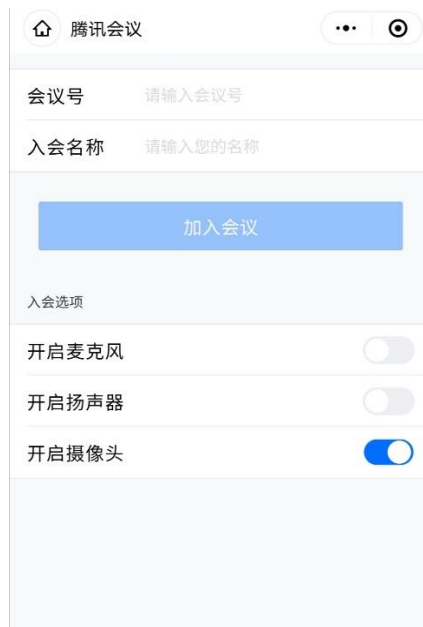 腾讯会议
会议号 请输入会议号
入会名称 请输入您的名称
加入会议
入会选项
开启麦克风
开启扬声器
开启摄像头